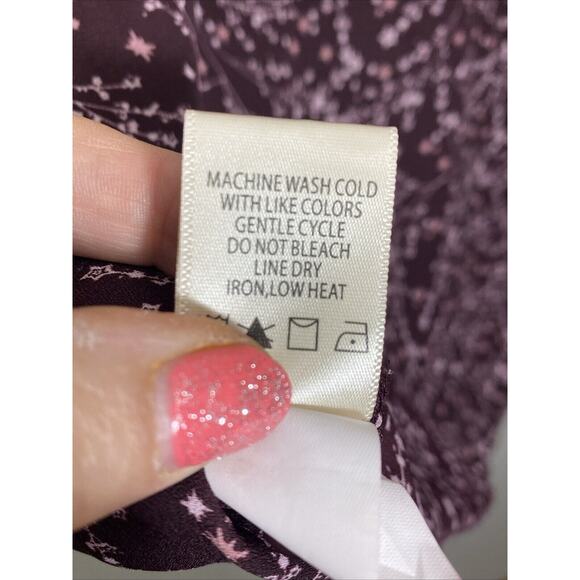 MACHINE WASH COLD
WITH LIKE COLORS
GENTLE CYCLE
DO NOT BLEACH
LINE DRY
IRON,LOW HEAT